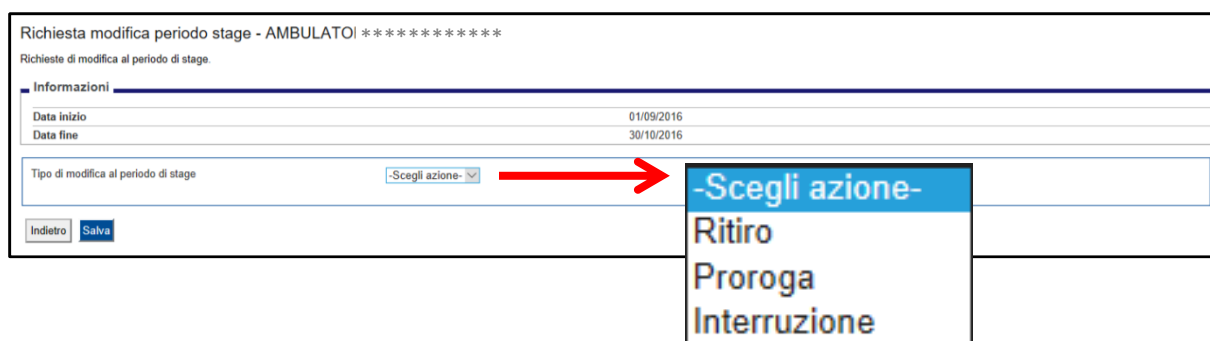 Richiesta modifica periodo stage - AMBULATO| ************
Richieste di modifica al periodo di stage.
Informazioni
Data inizio 01/09/2016
Data fine 30/10/2016
Tipo di modifica al periodo di stage -Scegli azione-
-Scegli azione-
Ritiro
Proroga
Interruzione
Indietro Salva